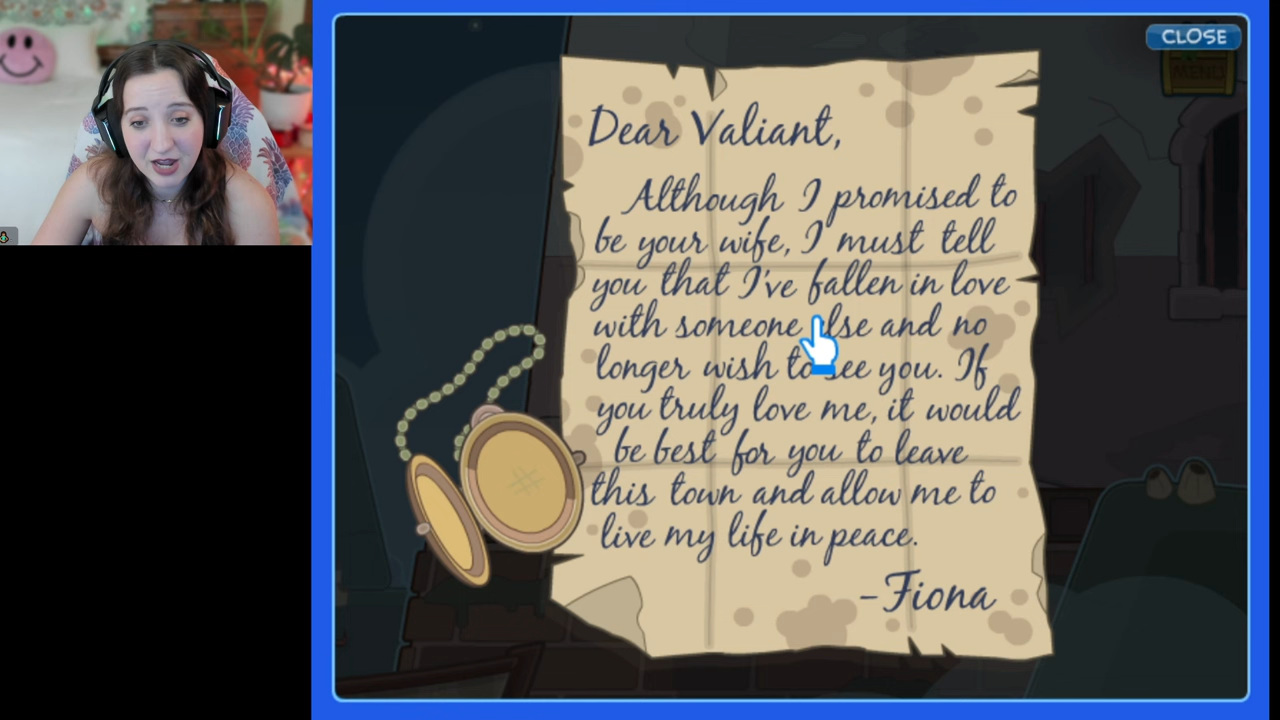 CLOSE
MENU
Dear Valiant,
Although I promised to
be your wife, I must tell
you that I've fallen in love
with someone else and no
longer wish to see you. If
you truly love me, it would
be best for you to leave
this town and allow me to
live my life in peace.
-Fiona